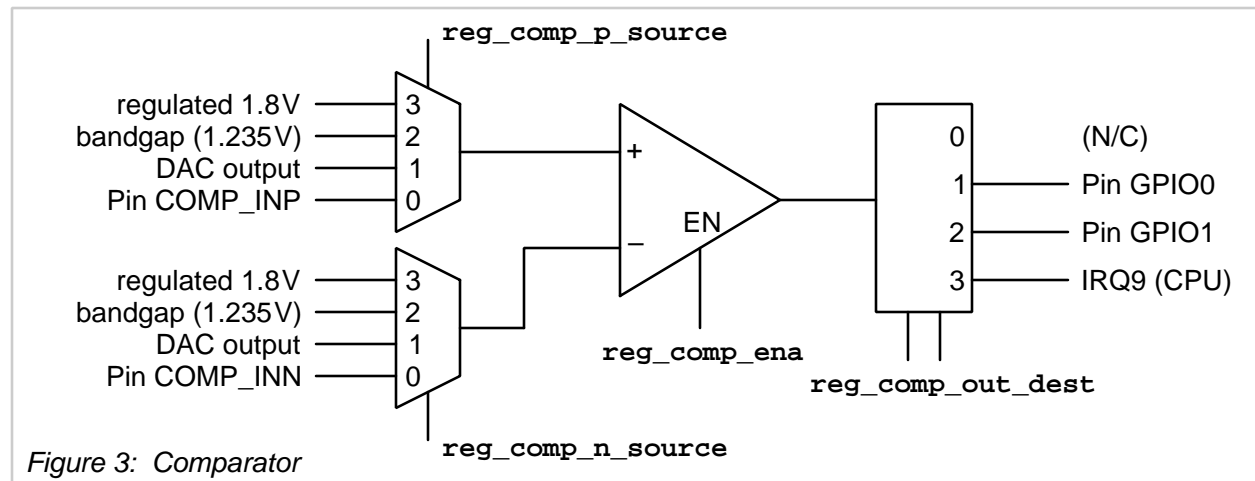 reg_comp_p_source
regulated 1.8V
3
bandgap (1.235V)
2
DAC output
1
Pin COMP_INP
0
+
−
EN
0
(N/C)
1
Pin GPIO0
2
Pin GPIO1
3
IRQ9 (CPU)
regulated 1.8V
3
bandgap (1.235V)
2
DAC output
1
Pin COMP_INN
0
reg_comp_ena
reg_comp_out_dest
reg_comp_n_source
Figure 3: Comparator